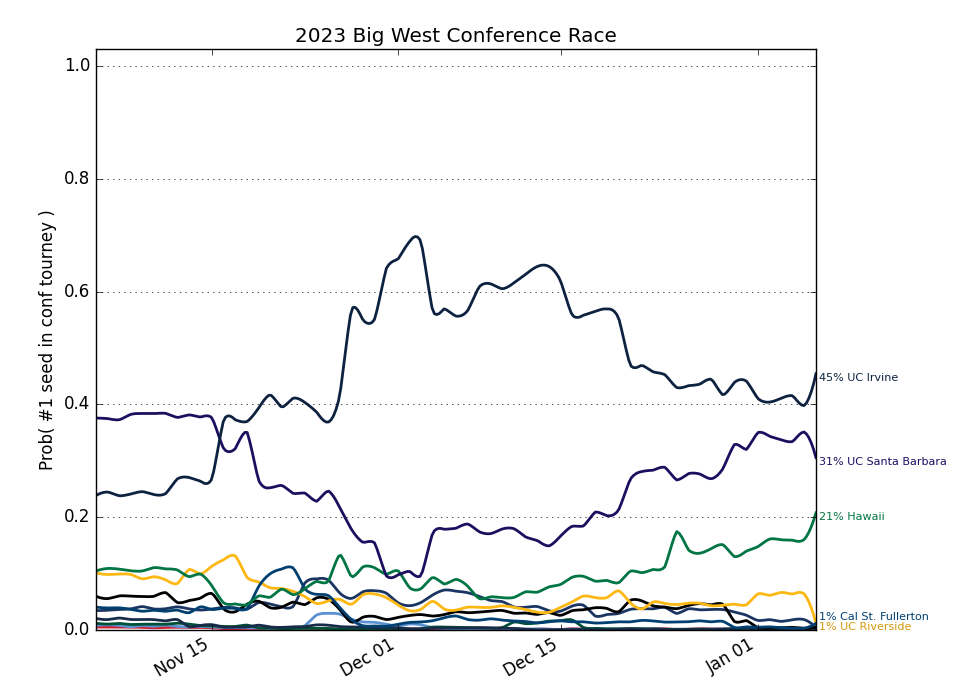 2023 Big West Conference Race
Prob( #1 seed in conf tourney )
1.0
0.8
0.6
0.4
0.2
0.0
45% UC Irvine
31% UC Santa Barbara
21% Hawaii
1% Cal St. Fullerton
1% UC Riverside
Nov 15
Dec 01
Dec 15
Jan 01